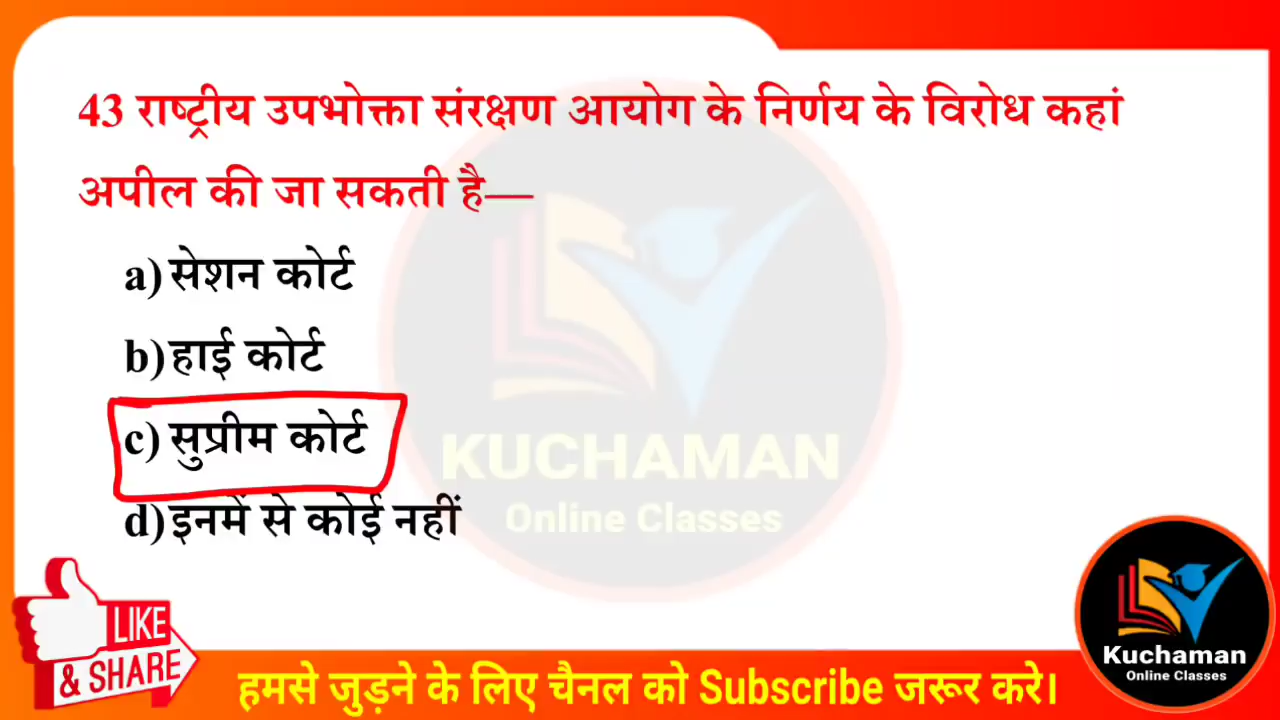 43 राष्ट्रीय उपभोक्ता संरक्षण आयोग के निर्णय के विरोध कहां
अपील की जा सकती है—
a) सेशन कोर्ट
b) हाई कोर्ट
c) सुप्रीम कोर्ट
d) इनमें से कोई नहीं
KUCHAMAN
Online Classes
LIKE
& SHARE
Kuchaman
Online Classes
हमसे जुड़ने के लिए चैनल को Subscribe जरूर करे।